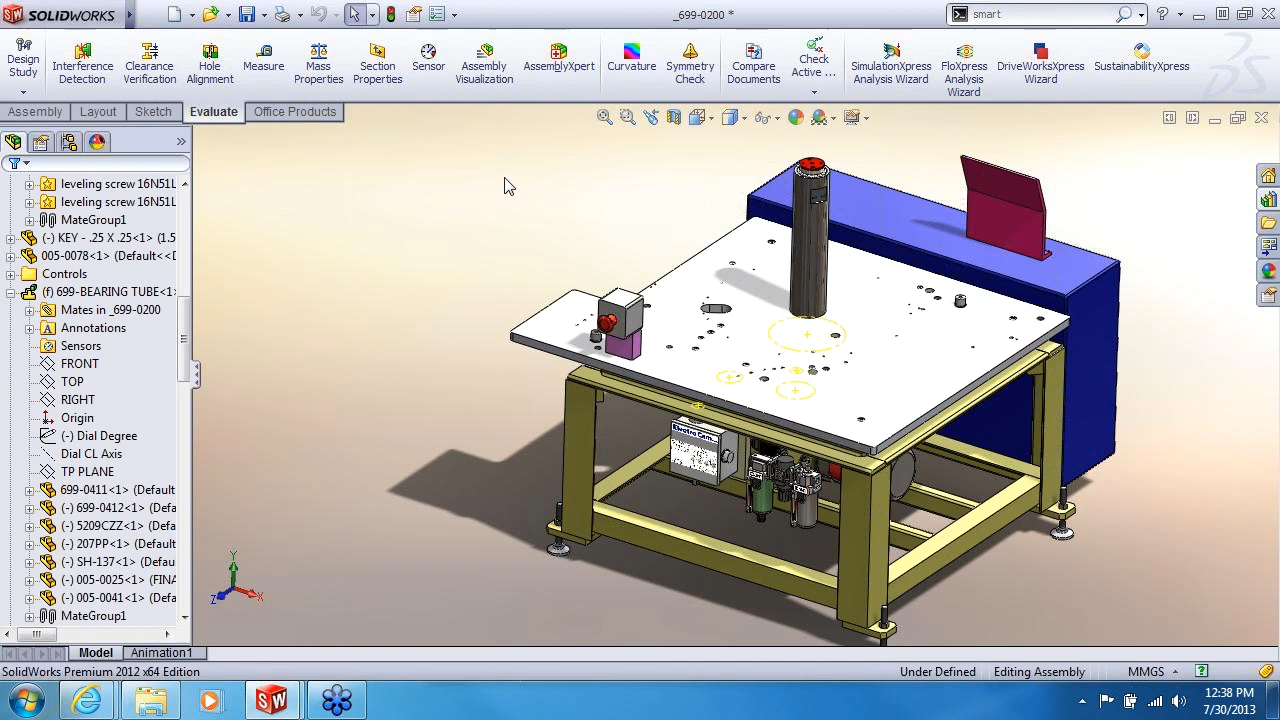 SOLIDWORKS
_699-0200 *
smart
Design Study
Interference Detection
Clearance Verification
Hole Alignment
Measure
Mass Properties
Section Properties
Sensor
Assembly Visualization
AssemblyXpert
Curvature
Symmetry Check
Compare Documents
Check Active ...
SimulationXpress Analysis Wizard
FloXpress Analysis Wizard
DriveWorksXpress Wizard
SustainabilityXpress
Assembly
Layout
Sketch
Evaluate
Office Products
leveling screw 16N51L
leveling screw 16N51L
MateGroup1
(-) KEY - .25 X .25<1> (1.5
005-0078<1> (Default<<D
Controls
(f) 699-BEARING TUBE<1>
Mates in _699-0200
Annotations
Sensors
FRONT
TOP
RIGHT
Origin
(-) Dial Degree
Dial CL Axis
TP PLANE
699-0411<1> (Default
(-) 699-0412<1> (Defa
(-) 5209CZZ<1> (Defa
(-) 207PP<1> (Default
(-) SH-137<1> (Defau
(-) 005-0025<1> (FINA
(-) 005-0041<1> (Defa
MateGroup1
Y
X
Z
Model
Animation1
SolidWorks Premium 2012 x64 Edition
Under Defined
Editing Assembly
MMGS
12:38 PM
7/30/2013